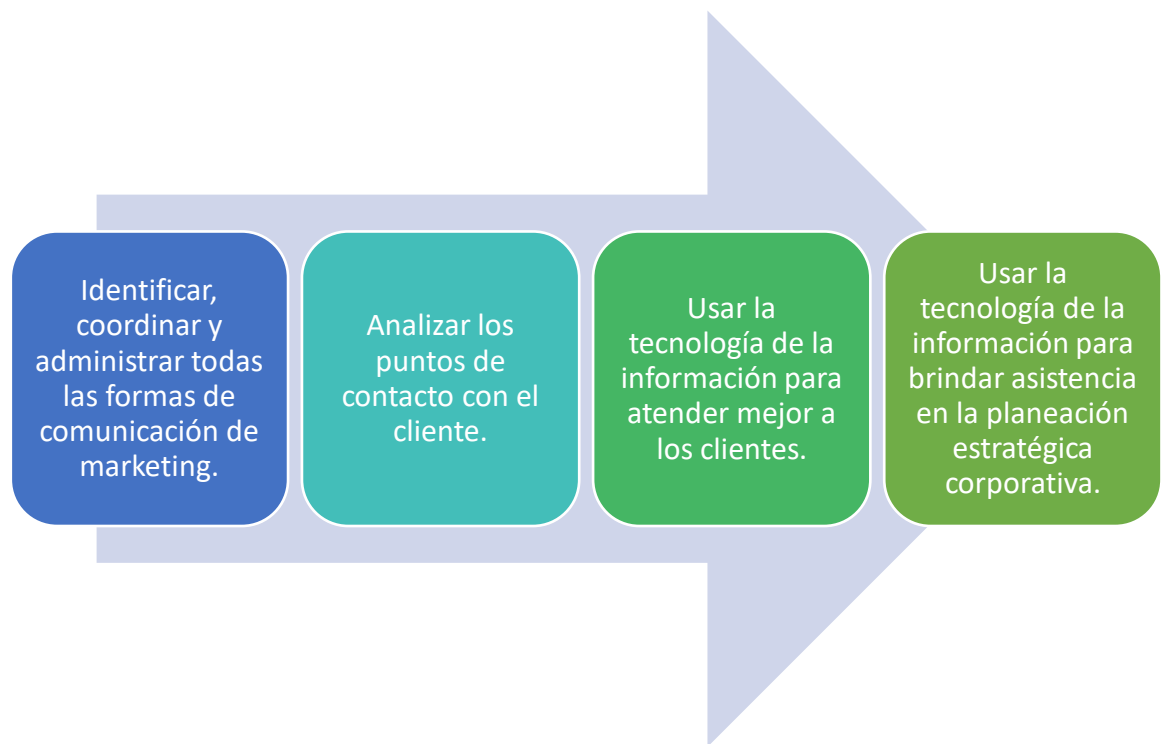 Identificar,
coordinar y
administrar todas
las formas de
comunicación de
marketing.
Analizar los
puntos de
contacto con el
cliente.
Usar la
tecnología de la
información para
atender mejor a
los clientes.
Usar la
tecnología de la
información para
brindar asistencia
en la planeación
estratégica
corporativa.